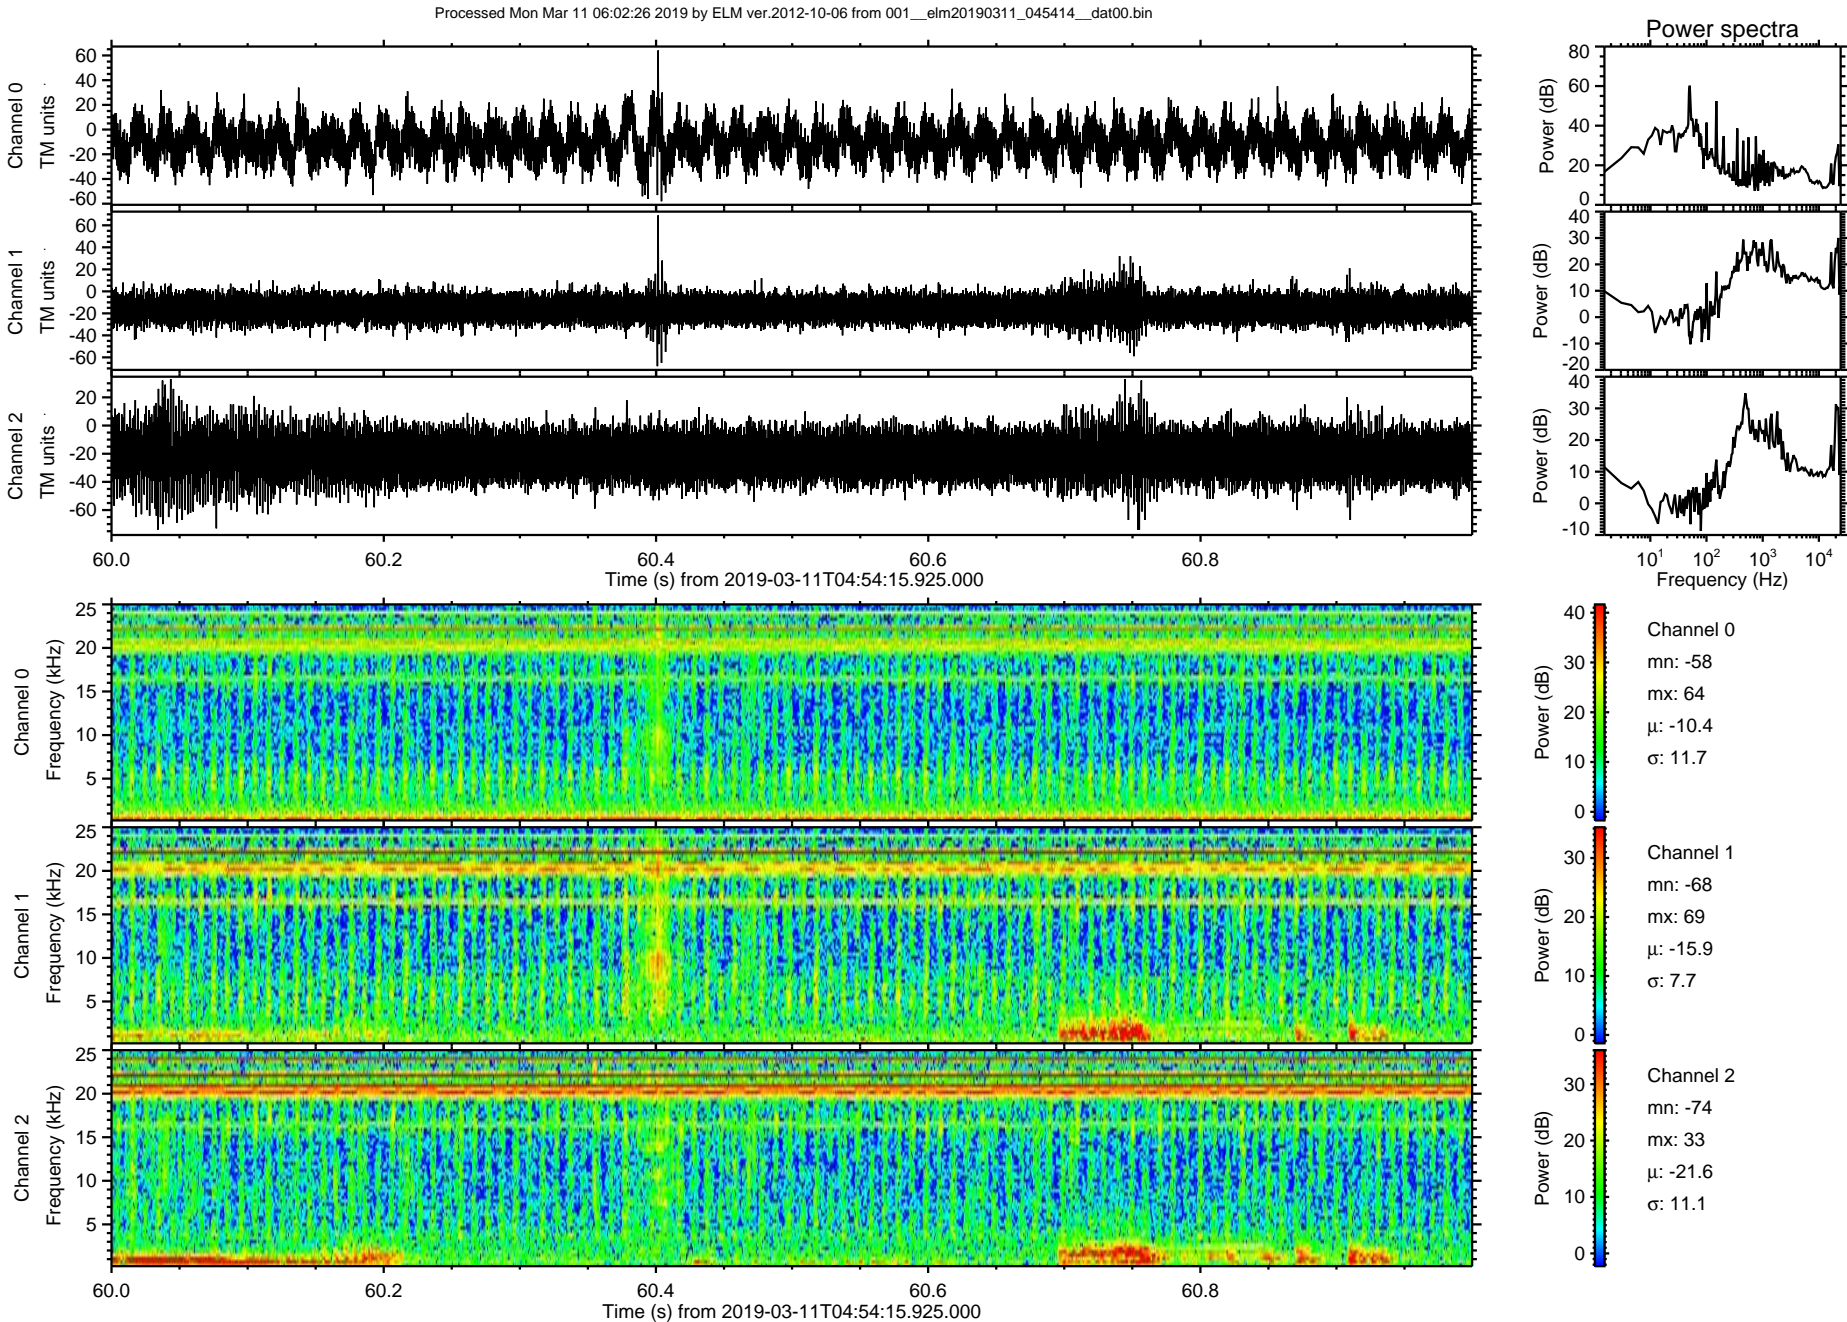 Processed Mon Mar 11 06:02:26 2019 by ELM ver.2012-10-06 from 001__elm20190311_045414__dat00.bin
Power spectra
Channel 0
TM units
60
40
20
0
-20
-40
-60
Power (dB)
80
60
40
20
0
Channel 1
TM units
60
40
20
0
-20
-40
-60
Power (dB)
40
30
20
10
0
-10
-20
Channel 2
TM units
20
0
-20
-40
-60
Power (dB)
40
30
20
10
0
-10
60.0 60.2 60.4 60.6 60.8
Time (s) from 2019-03-11T04:54:15.925.000
10^1 10^2 10^3 10^4
Frequency (Hz)
Channel 0
Frequency (kHz)
25
20
15
10
5
Power (dB)
40
30
20
10
0
Channel 0
mn: -58
mx: 64
μ: -10.4
σ: 11.7
Channel 1
Frequency (kHz)
25
20
15
10
5
Power (dB)
30
20
10
0
Channel 1
mn: -68
mx: 69
μ: -15.9
σ: 7.7
Channel 2
Frequency (kHz)
25
20
15
10
5
Power (dB)
30
20
10
0
Channel 2
mn: -74
mx: 33
μ: -21.6
σ: 11.1
60.0 60.2 60.4 60.6 60.8
Time (s) from 2019-03-11T04:54:15.925.000